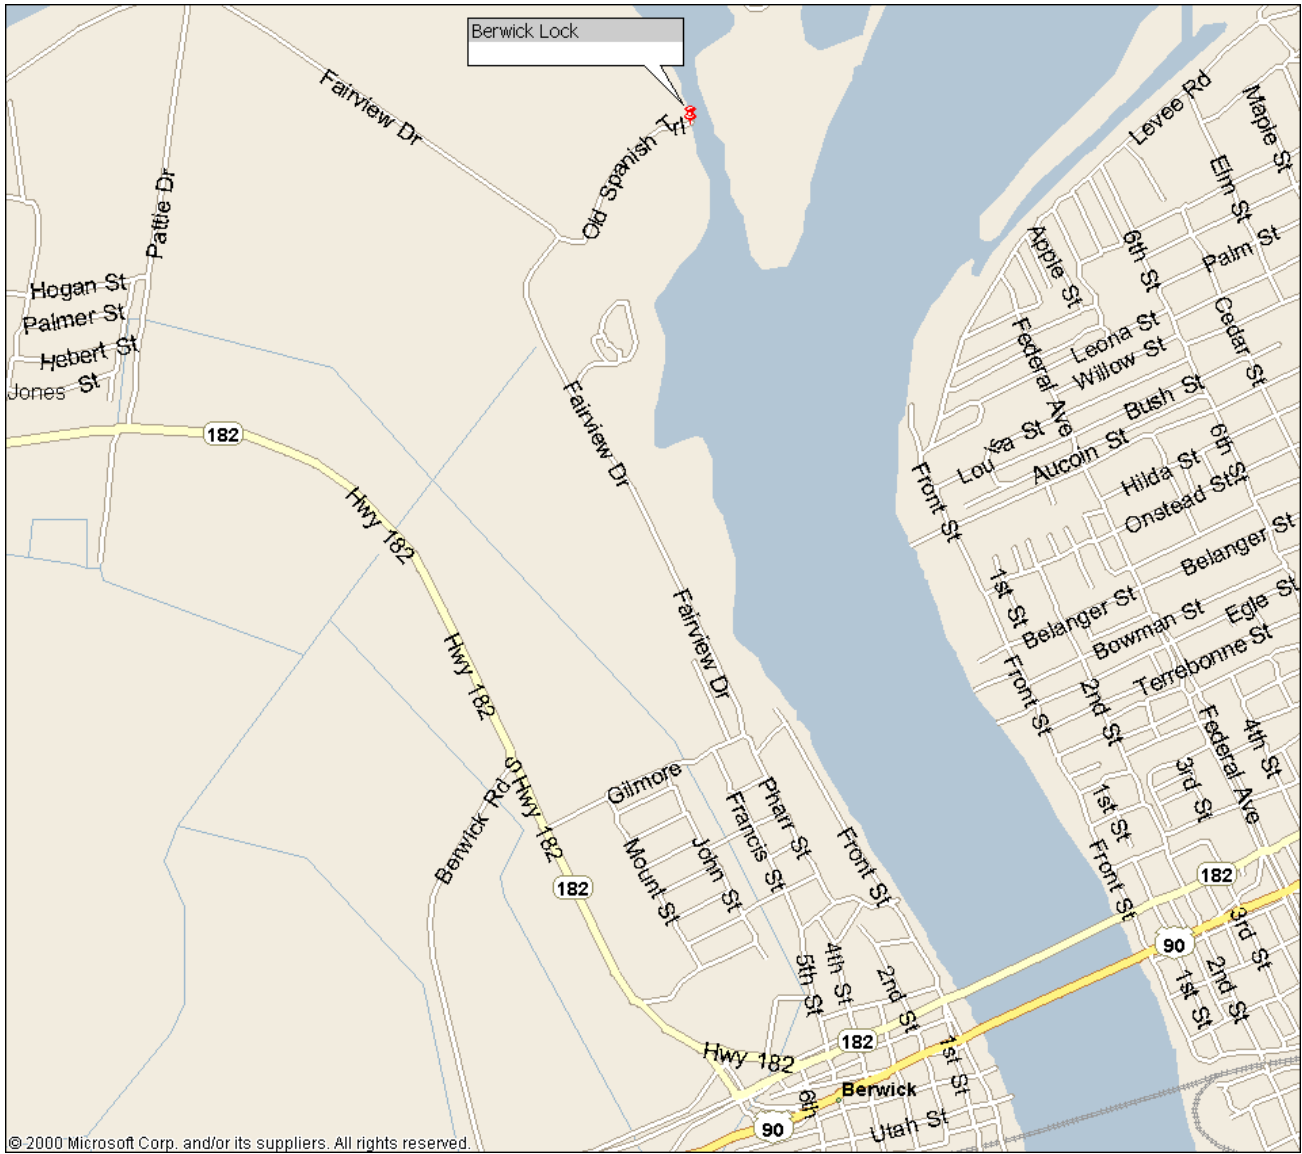 Berwick Lock
Fairview Dr
Old Spanish Trl
Levee Rd
Maple St
Pattie Dr
Elm St
Apple St
6th St
Palm St
Hogan St
Palmer St
Hebert St
Jones St
Cedar St
Federal Ave
Leona St
Willow St
Bush St
182
Fairview Dr
Aucoin St
6th St
Hilda St
Front St
Onstead St
Hwy 182
Belanger St
1st St
Fairview Dr
Belanger St
Egle St
Bowman St
Hwy 182
Front St
Terrebonne St
2nd St
Federal Ave
4th St
Gilmore
S Hwy 182
Berwick Rd
Pharr St
Francis St
3rd St
1st St
Mount St
John St
Front St
Front St
182
182
3rd St
90
5th St
4th St
2nd St
1st St
2nd St
Hwy 182
182
1st St
Berwick
6th
90
Utah St
© 2000 Microsoft Corp. and/or its suppliers. All rights reserved.